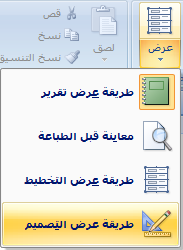 عرض
لصق
قص
نسخ
نسخ التنسيق
طريقة عرض تقرير
معاينة قبل الطباعة
طريقة عرض التخطيط
طريقة عرض التصميم